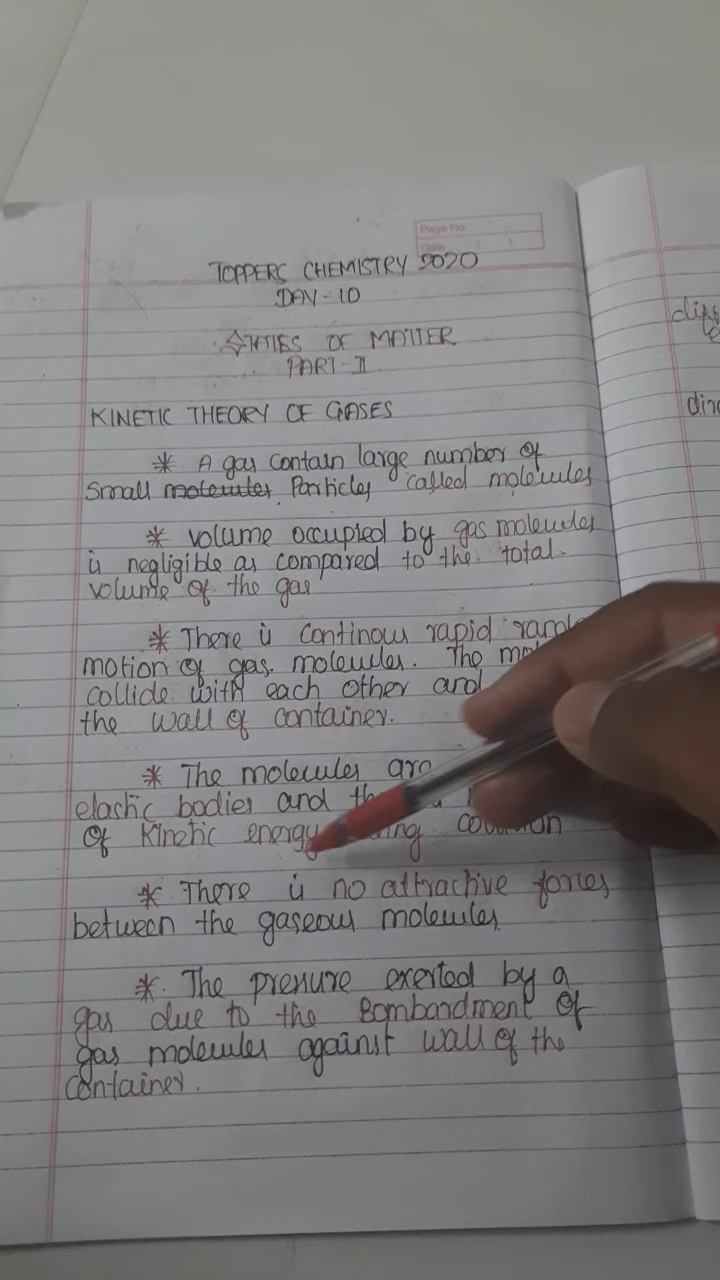 Page No
Date
TOPPERS CHEMISTRY 2020
DAY-10
STATES OF MATTER
PART-II
KINETIC THEORY OF GASES
* A gas contain large number of
Small molecules Particles called molecules
* volume occupied by gas molecules
is negligible as compared to the total
volume of the gas
* There is continous rapid
motion of gas molecules. The
collide with each other and
the wall of container.
* The molecules are
elastic bodies and
of kinetic energy collision
* There is no attractive forces
between the gaseous molecules
* The pressure exerted by a
gas due to the Bombardment of
gas molecules against wall of the
container.